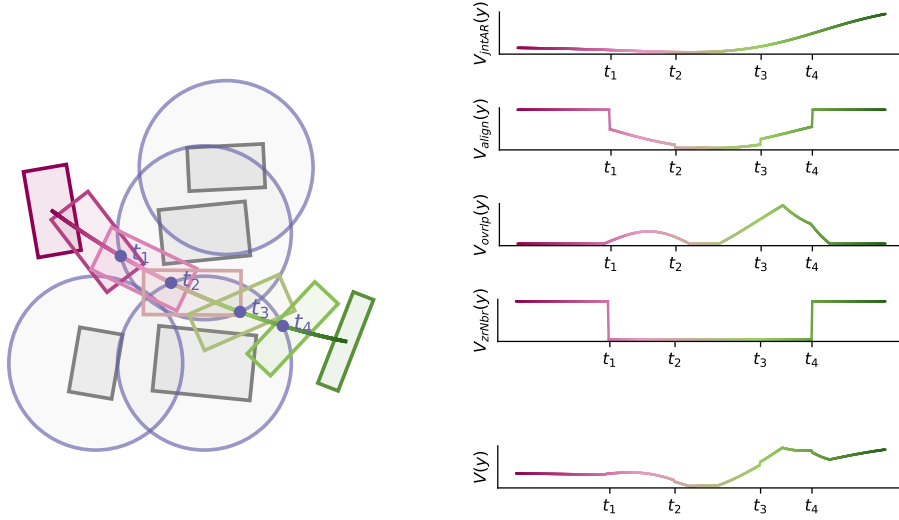 t1
t2
t3
t4
VjntAR(y)
t1 t2 t3 t4
Valign(y)
t1 t2 t3 t4
Vovrlp(y)
t1 t2 t3 t4
VzrNbr(y)
t1 t2 t3 t4
V(y)
t1 t2 t3 t4